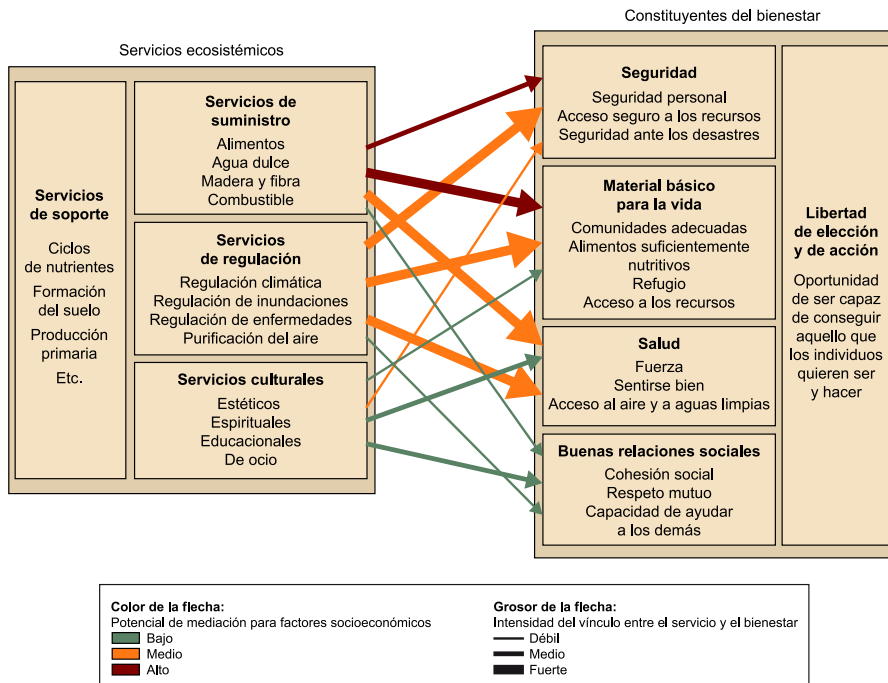 Servicios ecosistémicos
Servicios
de soporte
Ciclos
de nutrientes
Formación
del suelo
Producción
primaria
Etc.
Servicios de
suministro
Alimentos
Agua dulce
Madera y fibra
Combustible
Servicios
de regulación
Regulación climática
Regulación de inundaciones
Regulación de enfermedades
Purificación del aire
Servicios culturales
Estéticos
Espirituales
Educacionales
De ocio
Constituyentes del bienestar
Seguridad
Seguridad personal
Acceso seguro a los recursos
Seguridad ante los desastres
Material básico
para la vida
Comunidades adecuadas
Alimentos suficientemente
nutritivos
Refugio
Acceso a los recursos
Salud
Fuerza
Sentirse bien
Acceso al aire y a aguas limpias
Buenas relaciones sociales
Cohesión social
Respeto mutuo
Capacidad de ayudar
a los demás
Libertad
de elección
y de acción
Oportunidad
de ser capaz
de conseguir
aquello que
los individuos
quieren ser
y hacer
Color de la flecha:
Potencial de mediación para factores socioeconómicos
Bajo
Medio
Alto
Grosor de la flecha:
Intensidad del vínculo entre el servicio y el bienestar
Débil
Medio
Fuerte